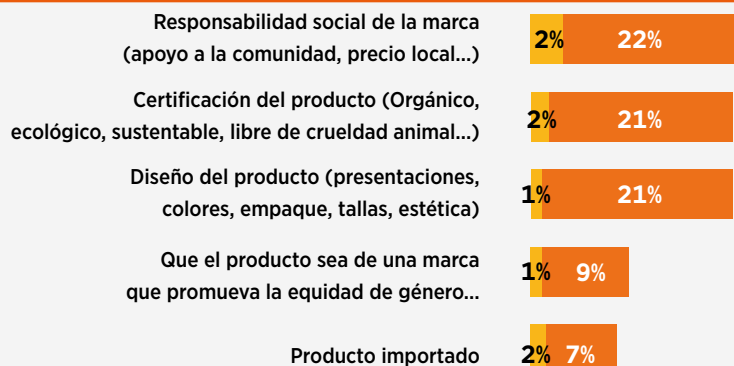 Responsabilidad social de la marca
(apoyo a la comunidad, precio local...)
2% 22%
Certificación del producto (Orgánico,
ecológico, sustentable, libre de crueldad animal...)
2% 21%
Diseño del producto (presentaciones,
colores, empaque, tallas, estética)
1% 21%
Que el producto sea de una marca
que promueva la equidad de género...
1% 9%
Producto importado
2% 7%